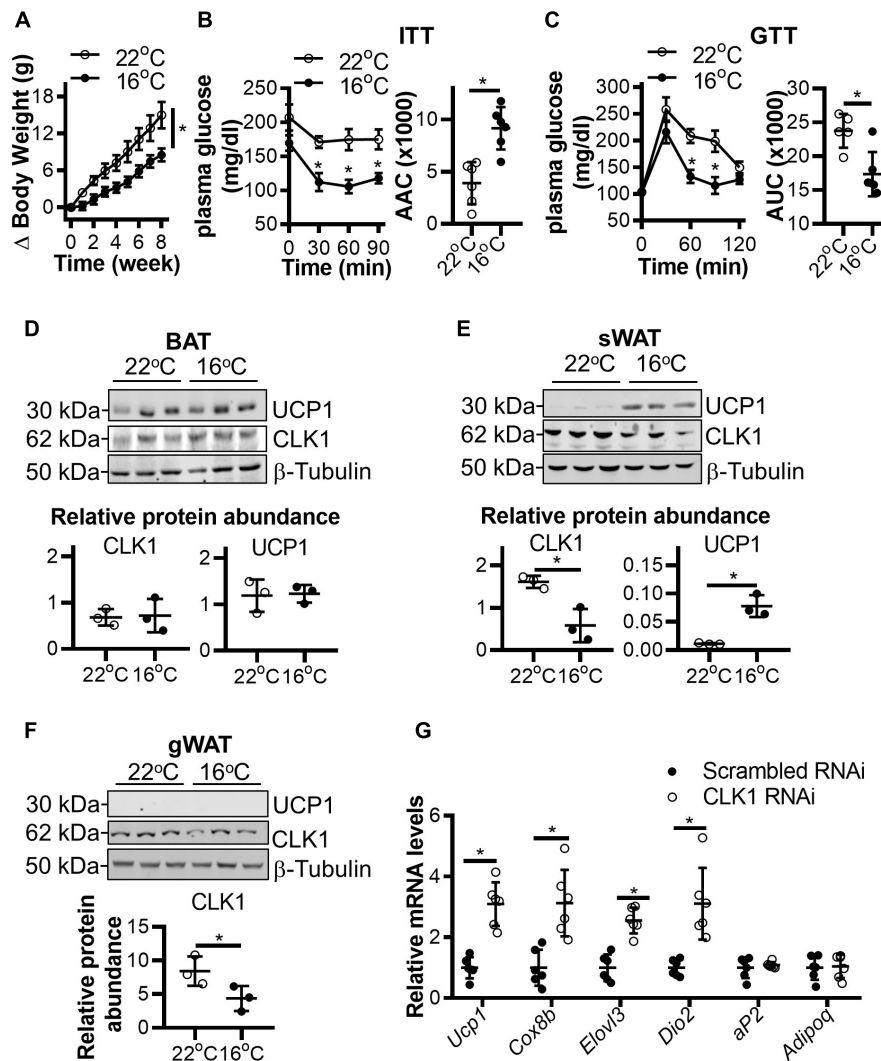 A
22°C
16°C
Δ Body Weight (g)
18
12
6
0
*
0 2 4 6 8
Time (week)
B
ITT
22°C
16°C
plasma glucose
(mg/dl)
250
200
150
100
50
* * *
0 30 60 90
Time (min)
AAC (x1000)
10
5
0
*
22°C
16°C
C
GTT
22°C
16°C
plasma glucose
(mg/dl)
300
250
200
150
100
50
* *
0 60 120
Time (min)
AUC (x1000)
30
25
20
15
10
*
22°C
16°C
D
BAT
22°C 16°C
30 kDa- UCP1
62 kDa- CLK1
50 kDa- β-Tubulin
Relative protein abundance
CLK1
2
1
0
22°C 16°C
UCP1
2
1
0
22°C 16°C
E
sWAT
22°C 16°C
30 kDa- UCP1
62 kDa- CLK1
50 kDa- β-Tubulin
Relative protein abundance
CLK1
2
1
0
*
22°C 16°C
UCP1
0.15
0.10
0.05
0.00
*
22°C 16°C
F
gWAT
22°C 16°C
30 kDa- UCP1
62 kDa- CLK1
50 kDa- β-Tubulin
Relative protein
abundance
CLK1
15
10
5
0
*
22°C 16°C
G
Scrambled RNAi
CLK1 RNAi
Relative mRNA levels
6
4
2
0
* * * *
Ucp1
Cox8b
Elovl3
Dio2
aP2
Adipoq